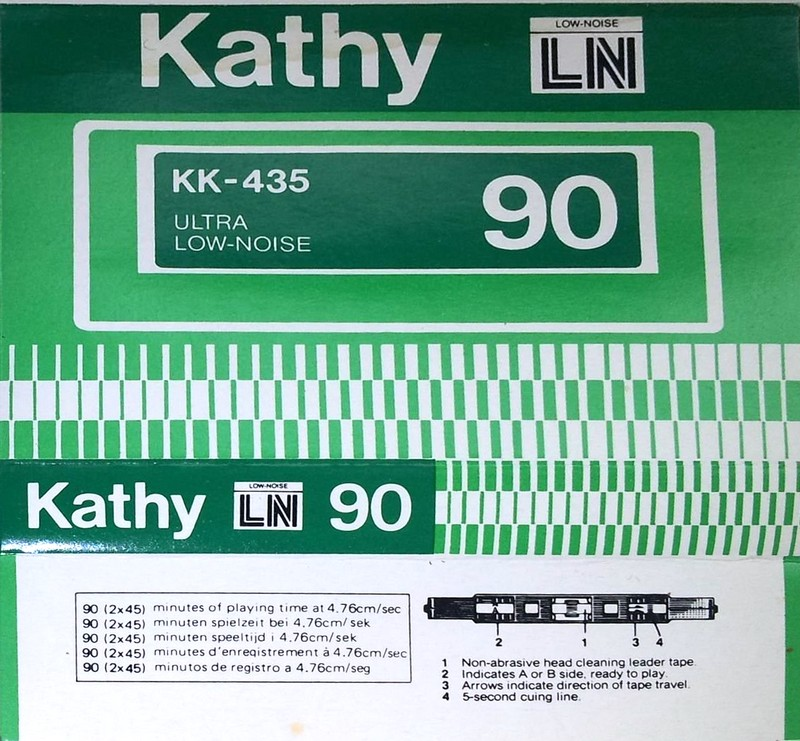 Kathy
LOW-NOISE
LN
KK-435
90
ULTRA
LOW-NOISE
Kathy
LOW-NOISE
LN
90
90 (2x45) minutes of playing time at 4.76cm/sec
90 (2x45) minuten spielzeit bei 4,76cm/sek
90 (2x45) minuten speeltijd i 4.76cm/sek
90 (2x45) minutes d'enregistrement à 4.76cm/sec
90 (2x45) minutos de registro a 4.76cm/seg
2 1 3 4
1 Non-abrasive head cleaning leader tape.
2 Indicates A or B side, ready to play.
3 Arrows indicate direction of tape travel.
4 5-second cuing line.